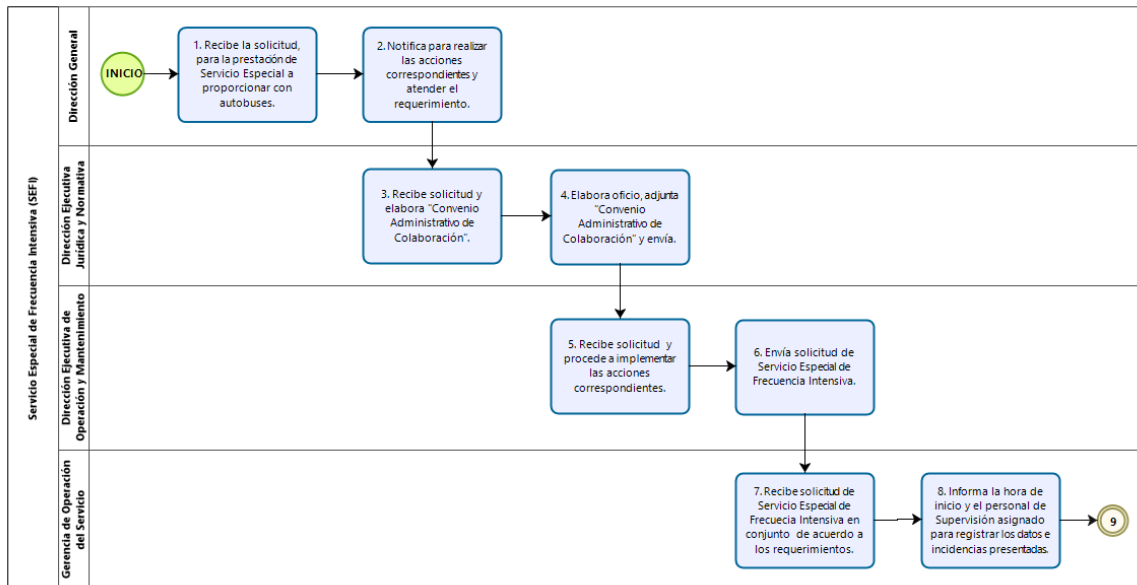 Servicio Especial de Frecuencia Intensiva (SEFI)
Dirección General
INICIO
1. Recibe la solicitud,
para la prestación de
Servicio Especial a
proporcionar con
autobuses.
2. Notifica para realizar
las acciones
correspondientes y
atender el
requerimiento.
Dirección Ejecutiva
Jurídica y Normativa
3. Recibe solicitud y
elabora "Convenio
Administrativo de
Colaboración".
4. Elabora oficio, adjunta
"Convenio
Administrativo de
Colaboración" y envía.
Dirección Ejecutiva de
Operación y Mantenimiento
5. Recibe solicitud y
procede a implementar
las acciones
correspondientes.
6. Envía solicitud de
Servicio Especial de
Frecuencia Intensiva.
Gerencia de Operación
del Servicio
7. Recibe solicitud de
Servicio Especial de
Frecuecia Intensiva en
conjunto de acuerdo a
los requerimientos.
8. Informa la hora de
inicio y el personal de
Supervisión asignado
para registrar los datos e
incidencias presentadas.
9